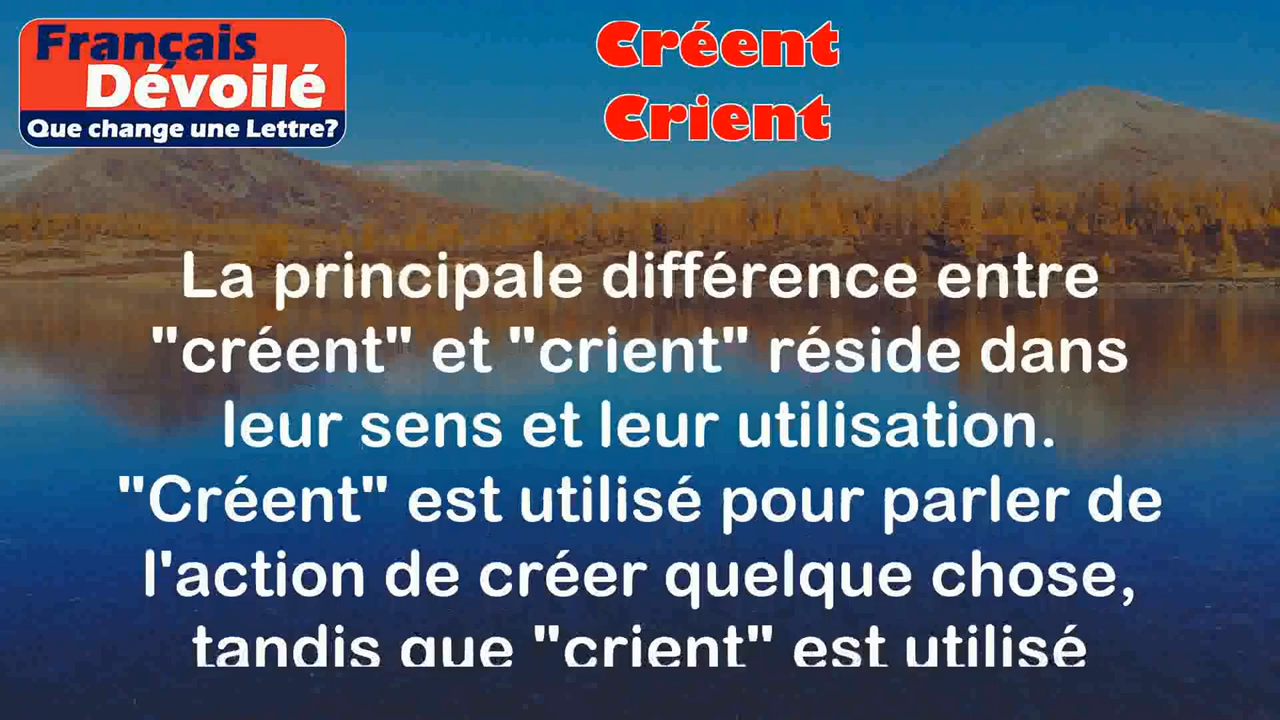 Français
Dévoilé
Que change une Lettre?
Créent
Crient
La principale différence entre
"créent" et "crient" réside dans
leur sens et leur utilisation.
"Créent" est utilisé pour parler de
l'action de créer quelque chose,
tandis que "crient" est utilisé